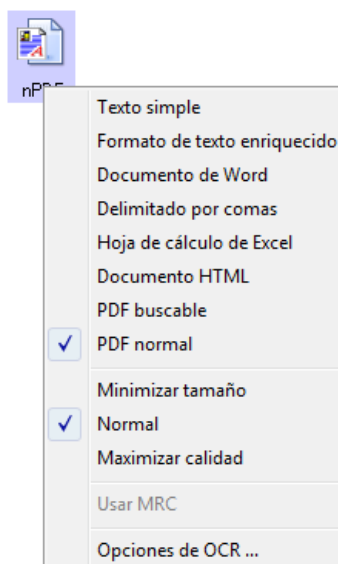 Texto simple
Formato de texto enriquecido
Documento de Word
Delimitado por comas
Hoja de cálculo de Excel
Documento HTML
PDF buscable
PDF normal
Minimizar tamaño
Normal
Maximizar calidad
Usar MRC
Opciones de OCR ...